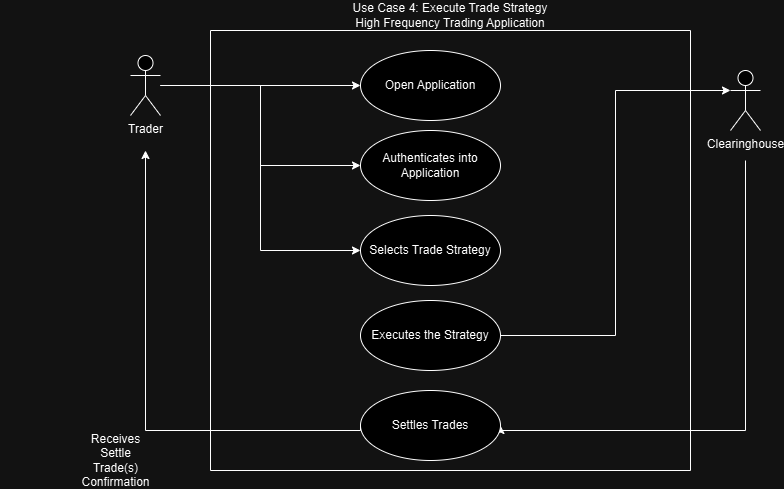 Use Case 4: Execute Trade Strategy
High Frequency Trading Application
Open Application
Trader
Clearinghouse
Authenticates into
Application
Selects Trade Strategy
Executes the Strategy
Settles Trades
Receives
Settle
Trade(s)
Confirmation